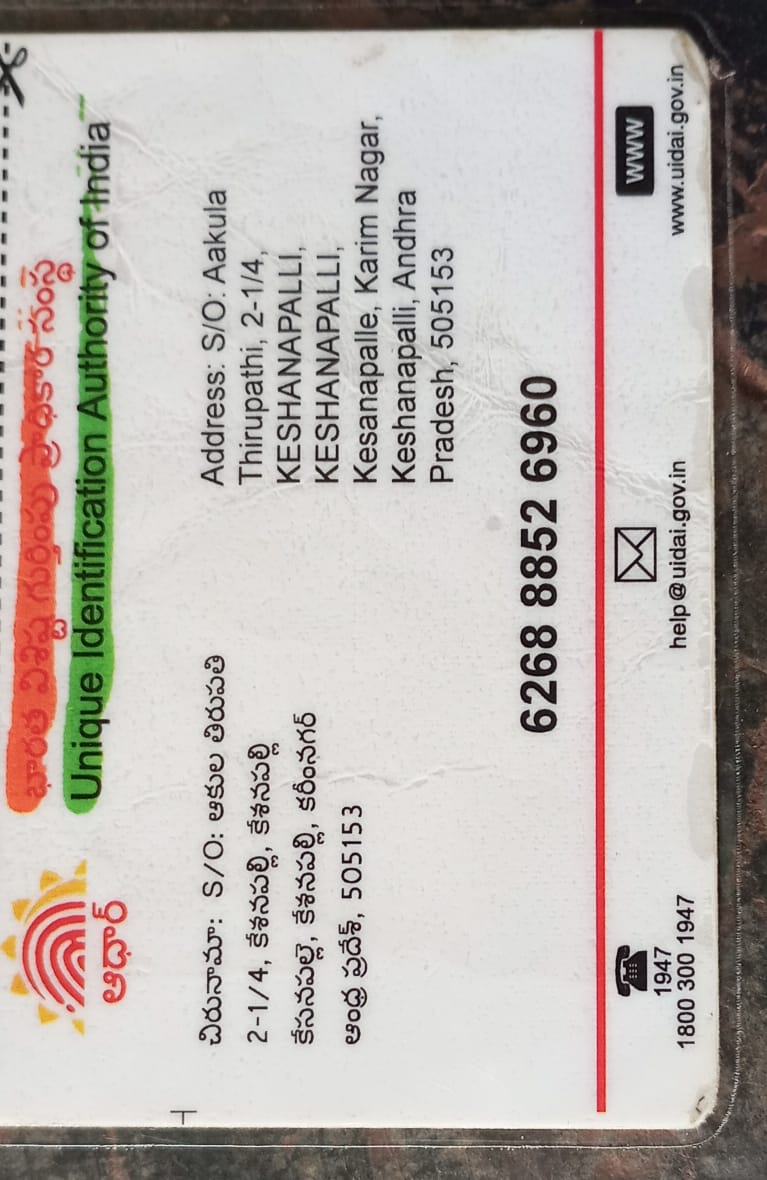 భారత విశిష్ట గుర్తింపు ప్రాధికార సంస్థ
Unique Identification Authority of India
ఆధార్
చిరునామా: S/O: ఆకుల తిరుపతి
2-1/4, కేశనపల్లి, కేశనపల్లి
కేసనపల్లె, కేశనపల్లి, కరీంనగర్
ఆంధ్ర ప్రదేశ్, 505153
Address: S/O: Aakula
Thirupathi, 2-1/4,
KESHANAPALLI,
KESHANAPALLI,
Kesanapalle, Karim Nagar,
Keshanapalli, Andhra
Pradesh, 505153
6268 8852 6960
1947
1800 300 1947
help@uidai.gov.in
WWW
www.uidai.gov.in